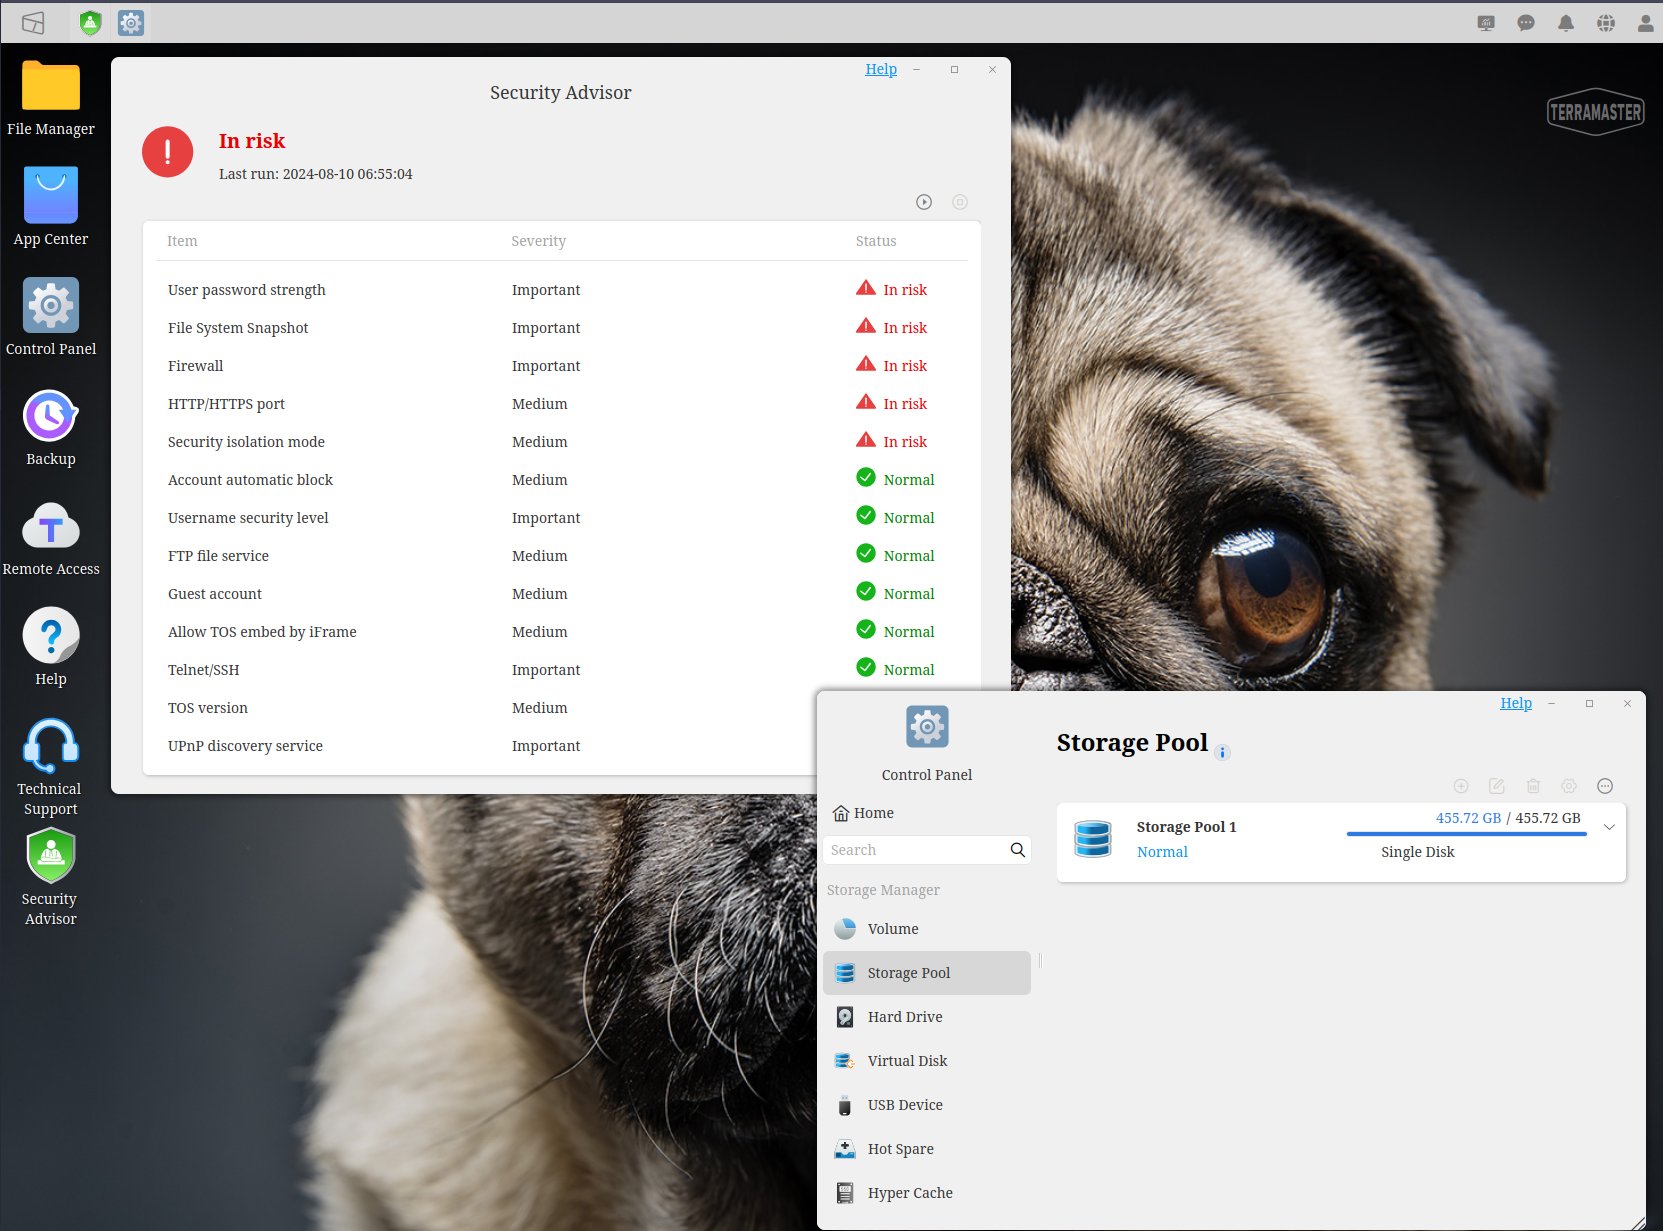 TERRAMASTER
File Manager
App Center
Control Panel
Backup
Remote Access
Help
Technical
Support
Security
Advisor
Help
Security Advisor
In risk
Last run: 2024-08-10 06:55:04
Item Severity Status
User password strength Important In risk
File System Snapshot Important In risk
Firewall Important In risk
HTTP/HTTPS port Medium In risk
Security isolation mode Medium In risk
Account automatic block Medium Normal
Username security level Important Normal
FTP file service Medium Normal
Guest account Medium Normal
Allow TOS embed by iFrame Medium Normal
Telnet/SSH Important Normal
TOS version Medium
UPnP discovery service Important
Help
Control Panel
Home
Search
Storage Manager
Volume
Storage Pool
Hard Drive
Virtual Disk
USB Device
Hot Spare
Hyper Cache
Storage Pool
Storage Pool 1
Normal
455.72 GB / 455.72 GB
Single Disk